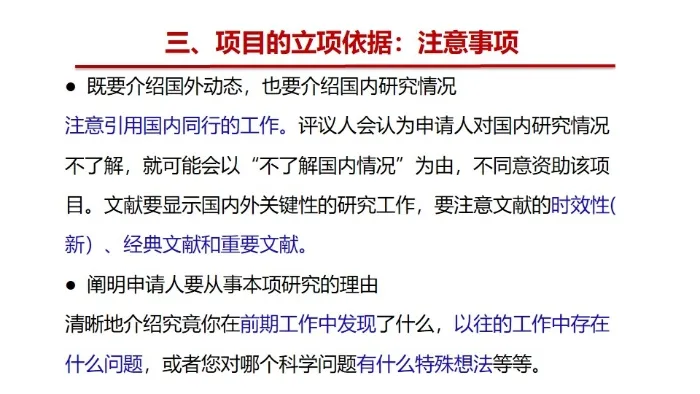 三、项目的立项依据：注意事项
● 既要介绍国外动态，也要介绍国内研究情况
注意引用国内同行的工作。评议人会认为申请人对国内研究情况
不了解，就可能会以“不了解国内情况”为由，不同意资助该项
目。文献要显示国内外关键性的研究工作，要注意文献的时效性(
新）、经典文献和重要文献。
● 阐明申请人要从事本项研究的理由
清晰地介绍究竟你在前期工作中发现了什么，以往的工作中存在
什么问题，或者您对哪个科学问题有什么特殊想法等等。